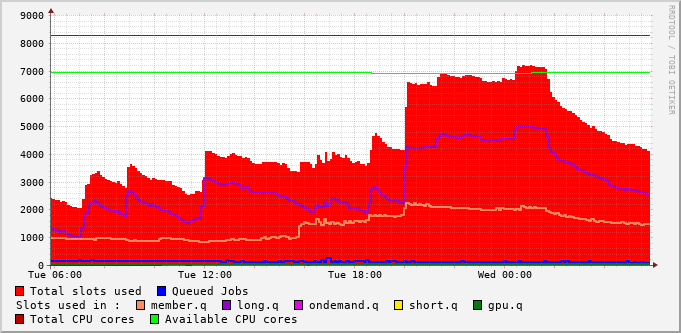 9000
8000
7000
6000
5000
4000
3000
2000
1000
0
Tue 06:00 Tue 12:00 Tue 18:00 Wed 00:00
Total slots used Queued Jobs
Slots used in : member.q long.q ondemand.q short.q gpu.q
Total CPU cores Available CPU cores
RRDTOOL / TOBI OETIKER